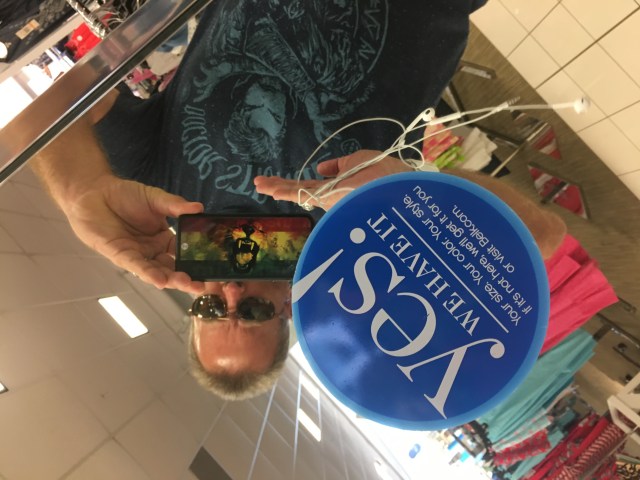 yes!
WE HAVE IT
Your size. Your color. Your style.
If it's not here, we'll get it for you
or visit Belk.com.